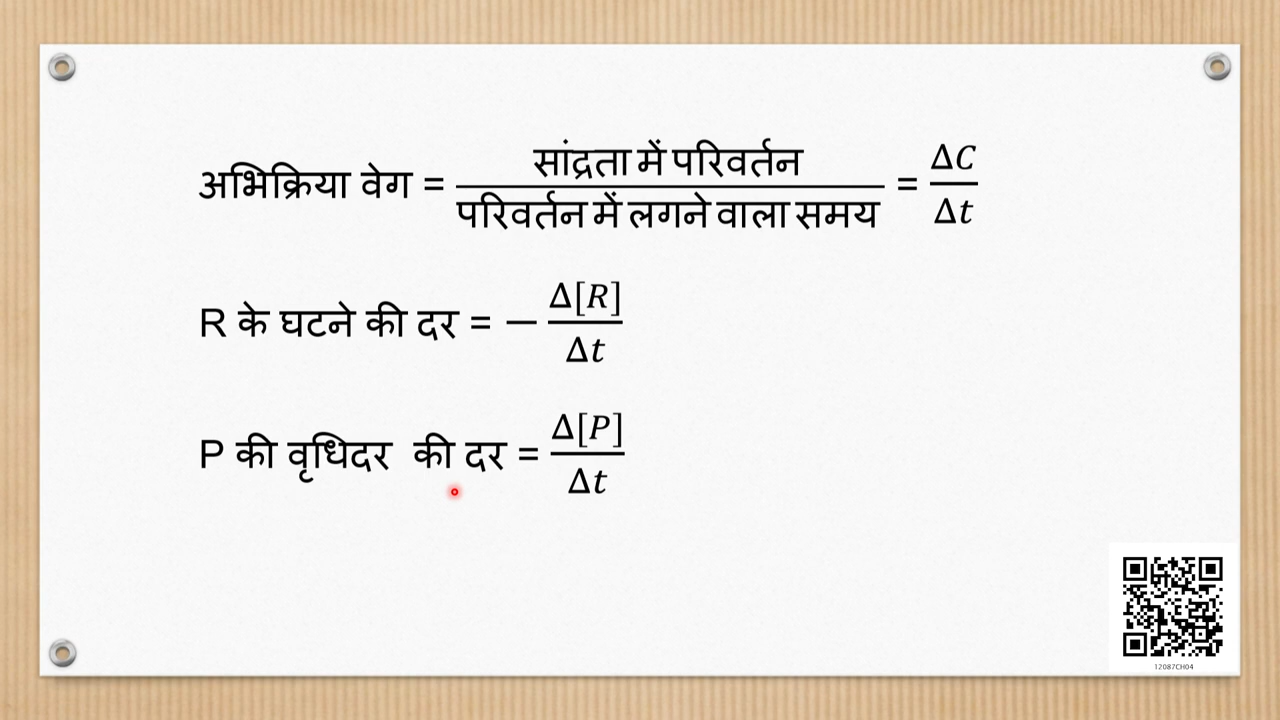 अभिक्रिया वेग = सांद्रता में परिवर्तन / परिवर्तन में लगने वाला समय = ΔC / Δt
R के घटने की दर = − Δ[R] / Δt
P की वृधिदर की दर = Δ[P] / Δt
12087CH04